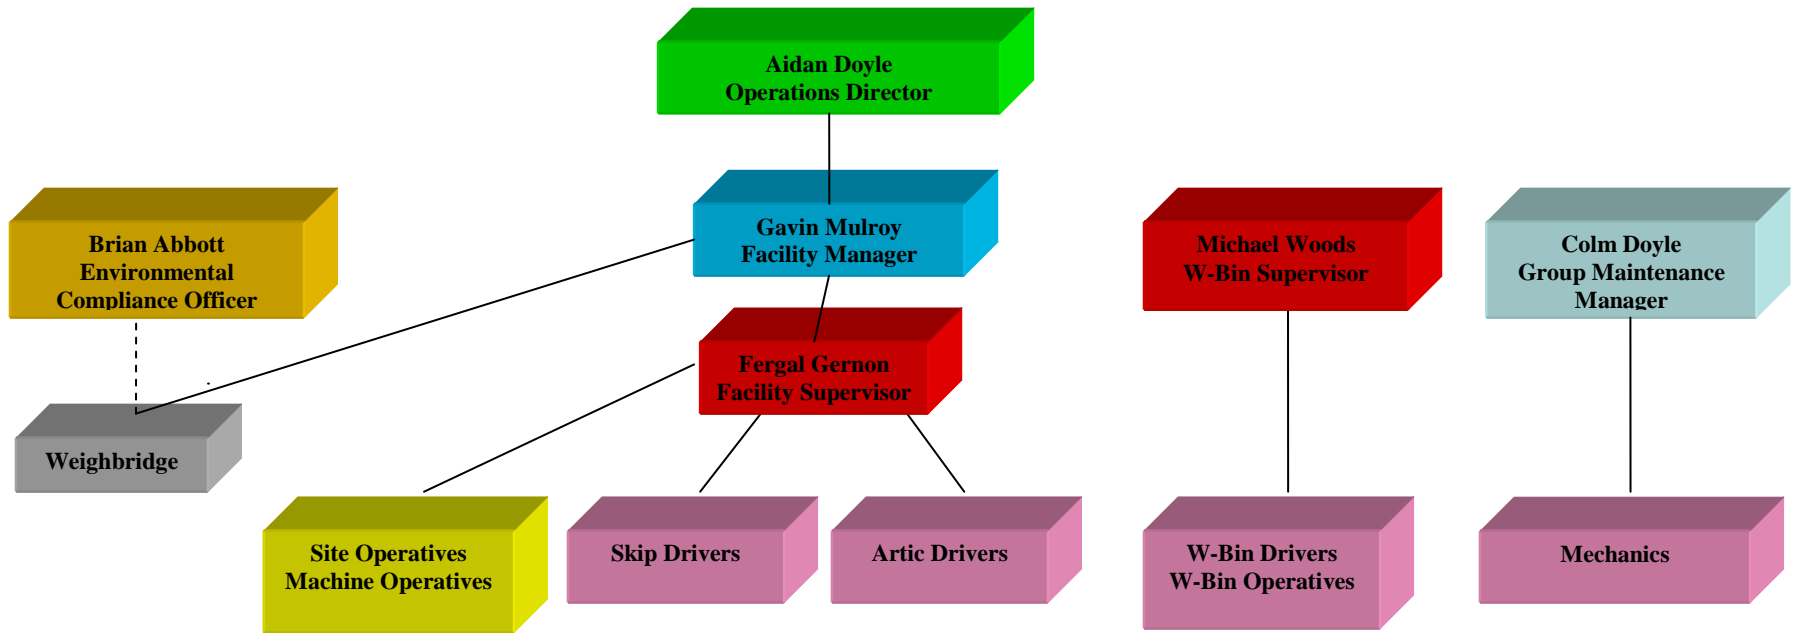 Aidan Doyle
Operations Director
Gavin Mulroy
Facility Manager
Brian Abbott
Environmental
Compliance Officer
Michael Woods
W-Bin Supervisor
Colm Doyle
Group Maintenance
Manager
Fergal Gernon
Facility Supervisor
Weighbridge
Site Operatives
Machine Operatives
Skip Drivers
Artic Drivers
W-Bin Drivers
W-Bin Operatives
Mechanics